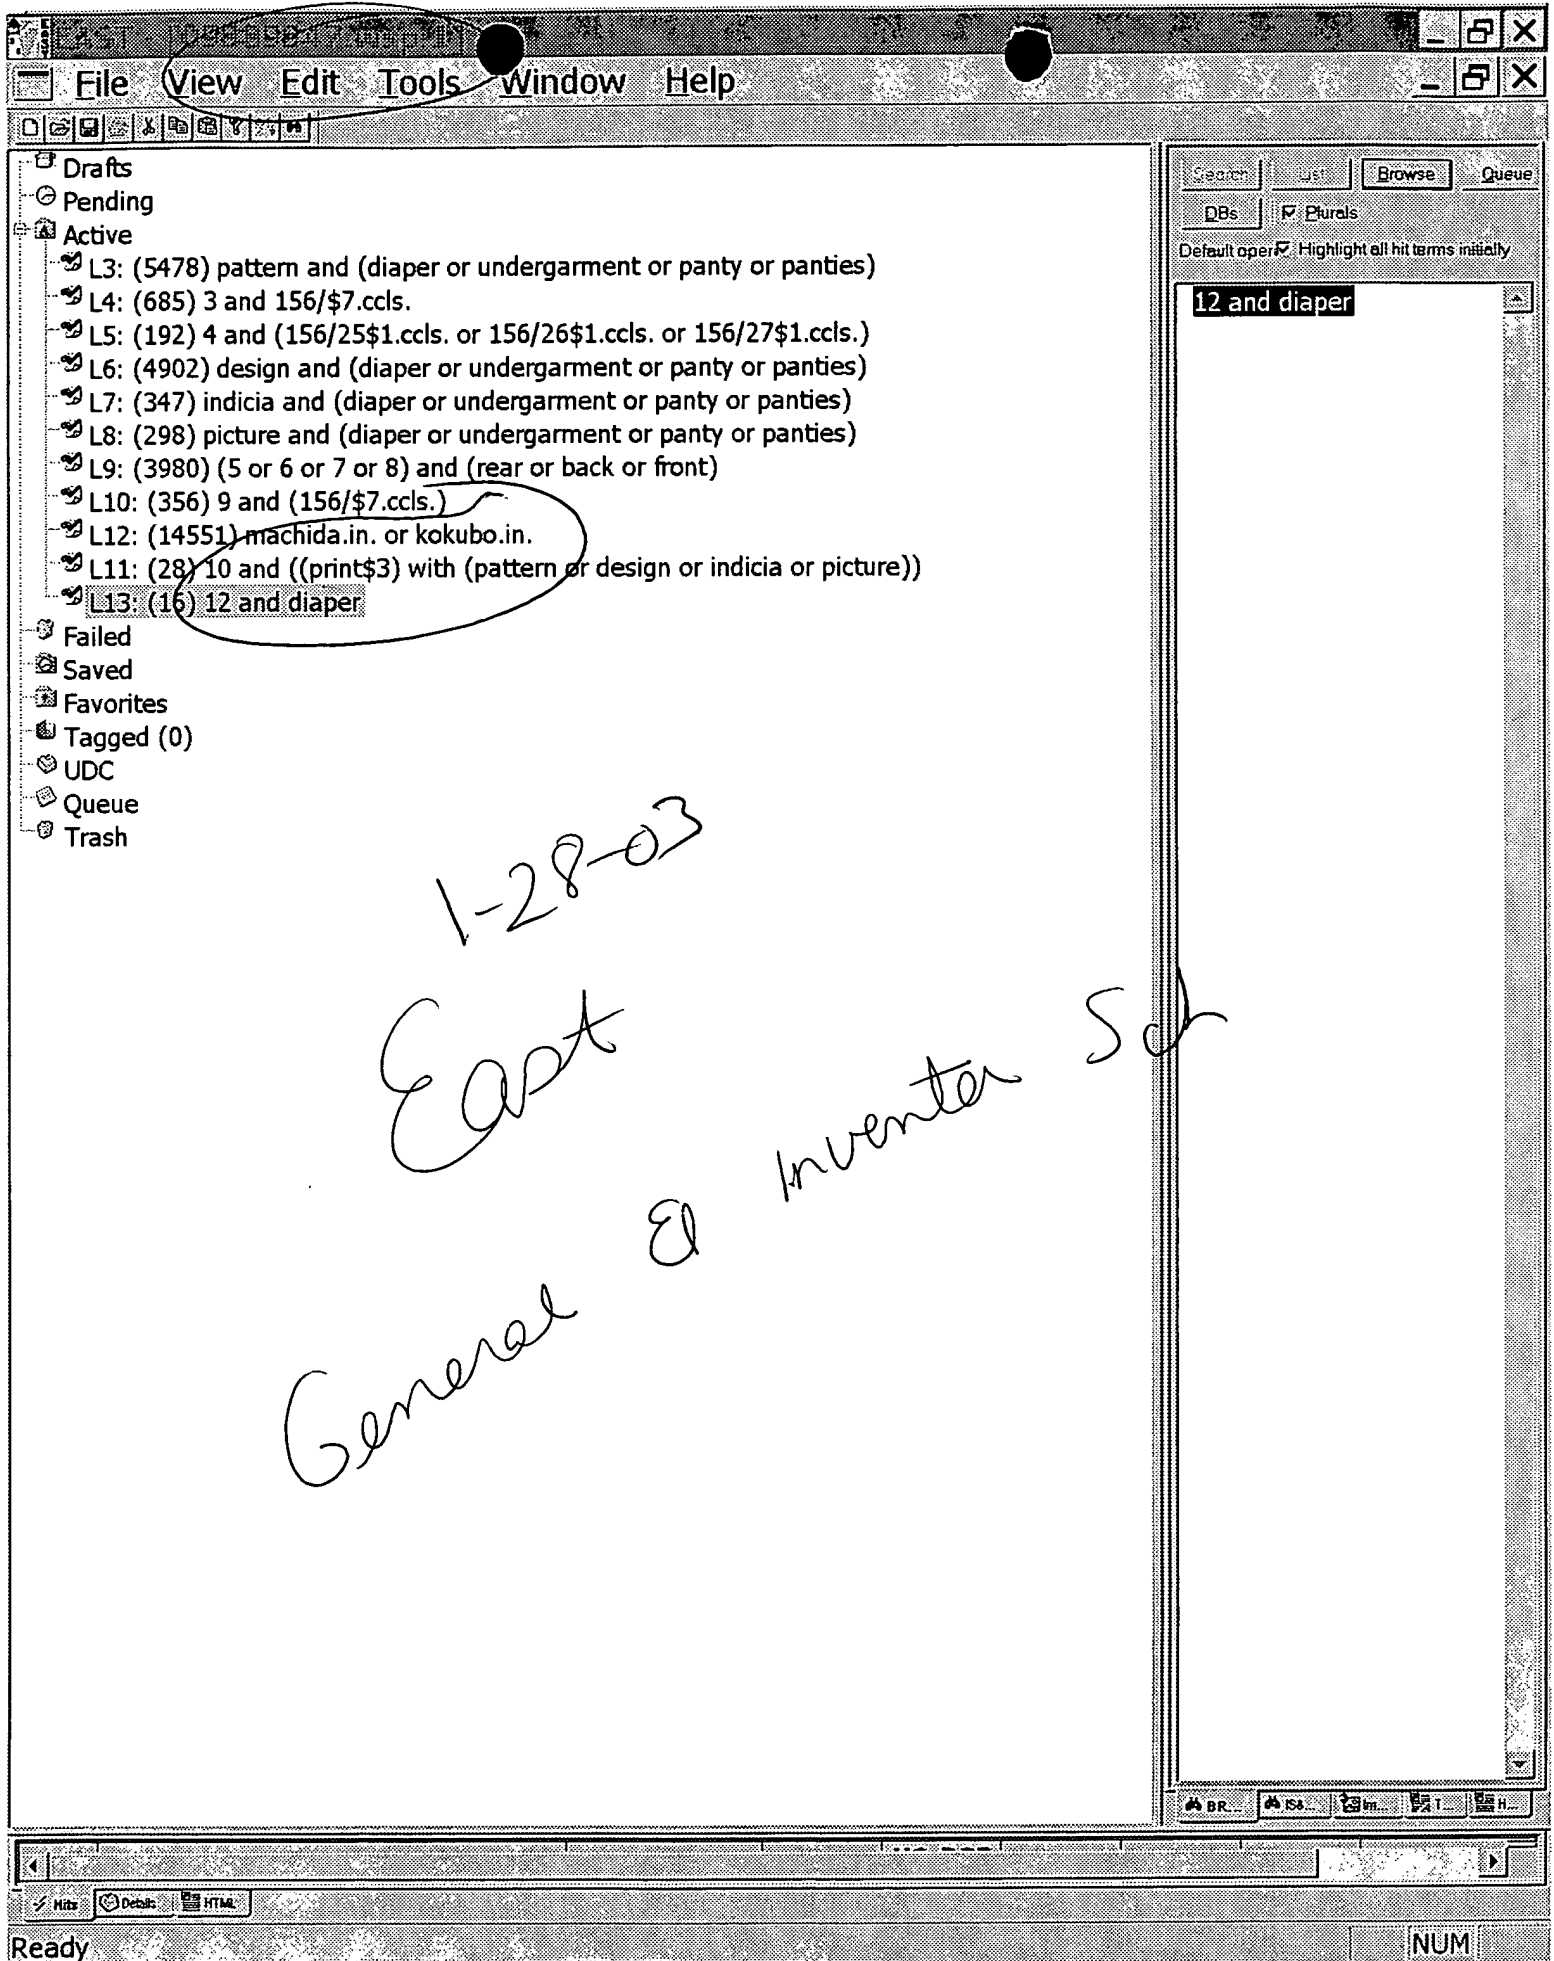 File View Edit Tools Window Help
Drafts
Pending
Active
L3: (5478) pattern and (diaper or undergarment or panty or panties)
L4: (685) 3 and 156/$7.ccls.
L5: (192) 4 and (156/25$1.ccls. or 156/26$1.ccls. or 156/27$1.ccls.)
L6: (4902) design and (diaper or undergarment or panty or panties)
L7: (347) indicia and (diaper or undergarment or panty or panties)
L8: (298) picture and (diaper or undergarment or panty or panties)
L9: (3980) (5 or 6 or 7 or 8) and (rear or back or front)
L10: (356) 9 and (156/$7.ccls.)
L12: (14551) machida.in. or kokubo.in.
L11: (28) 10 and ((print$3) with (pattern or design or indicia or picture))
L13: (16) 12 and diaper
Failed
Saved
Favorites
Tagged (0)
UDC
Queue
Trash
Search List Browse Queue
DBs Plurals
Default oper Highlight all hit terms initially
12 and diaper
1-28-03
East
General Inventor Sch
BR... IS&... Im... T... H...
Hits Details HTML
Ready NUM